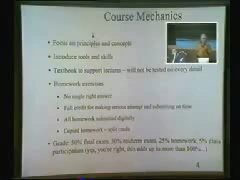 Course Mechanics
• Focus on principles and concepts
• Introduce tools and skills
• Textbook to support lectures – will not be tested on every detail
• Homework exercises
• No single right answer
• Full credit for making serious attempt and submitting on time
• All homework submitted digitally
• Copied homework – split credit
• Grade: 50% final exam, 30% midterm exam, 25% homework, 5% class
participation (yes, you're right, this adds up to more than 100%…)
4